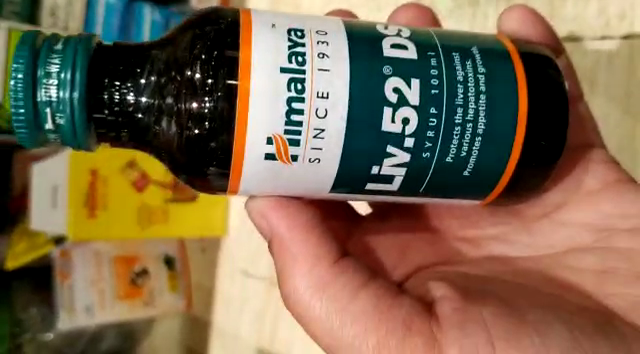 Himalaya
SINCE 1930
Liv.52® DS
SYRUP 100ml
Protects the liver against
various hepatotoxins.
Promotes appetite and growth